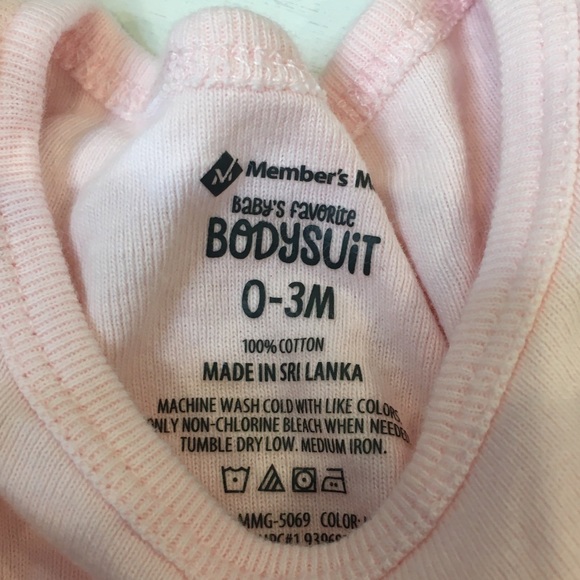 Member's M
BaBY'S FaVORiTe
BODYSUiT
0-3M
100% COTTON
MADE IN SRI LANKA
MACHINE WASH COLD WITH LIKE COLORS
ONLY NON-CHLORINE BLEACH WHEN NEEDED
TUMBLE DRY LOW. MEDIUM IRON.
MMG-5069 COLOR: